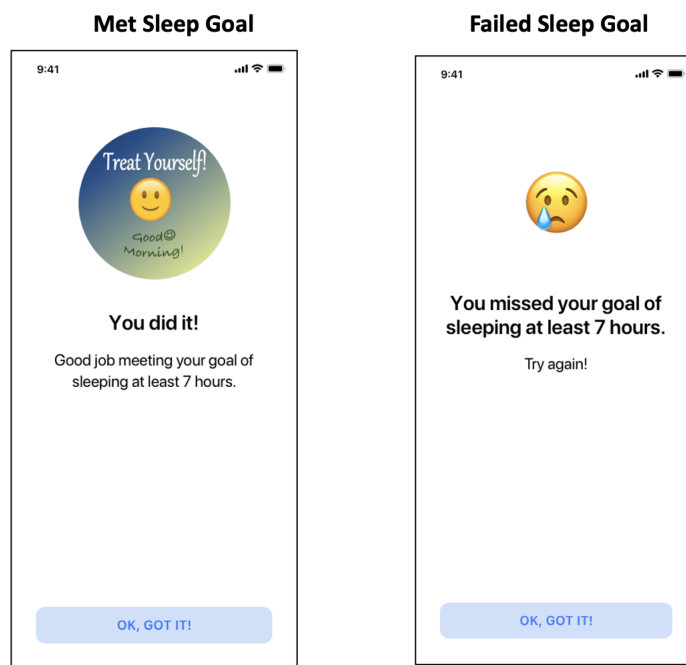 Met Sleep Goal
9:41
Treat Yourself!
Good
Morning!
You did it!
Good job meeting your goal of
sleeping at least 7 hours.
OK, GOT IT!
Failed Sleep Goal
9:41
You missed your goal of
sleeping at least 7 hours.
Try again!
OK, GOT IT!